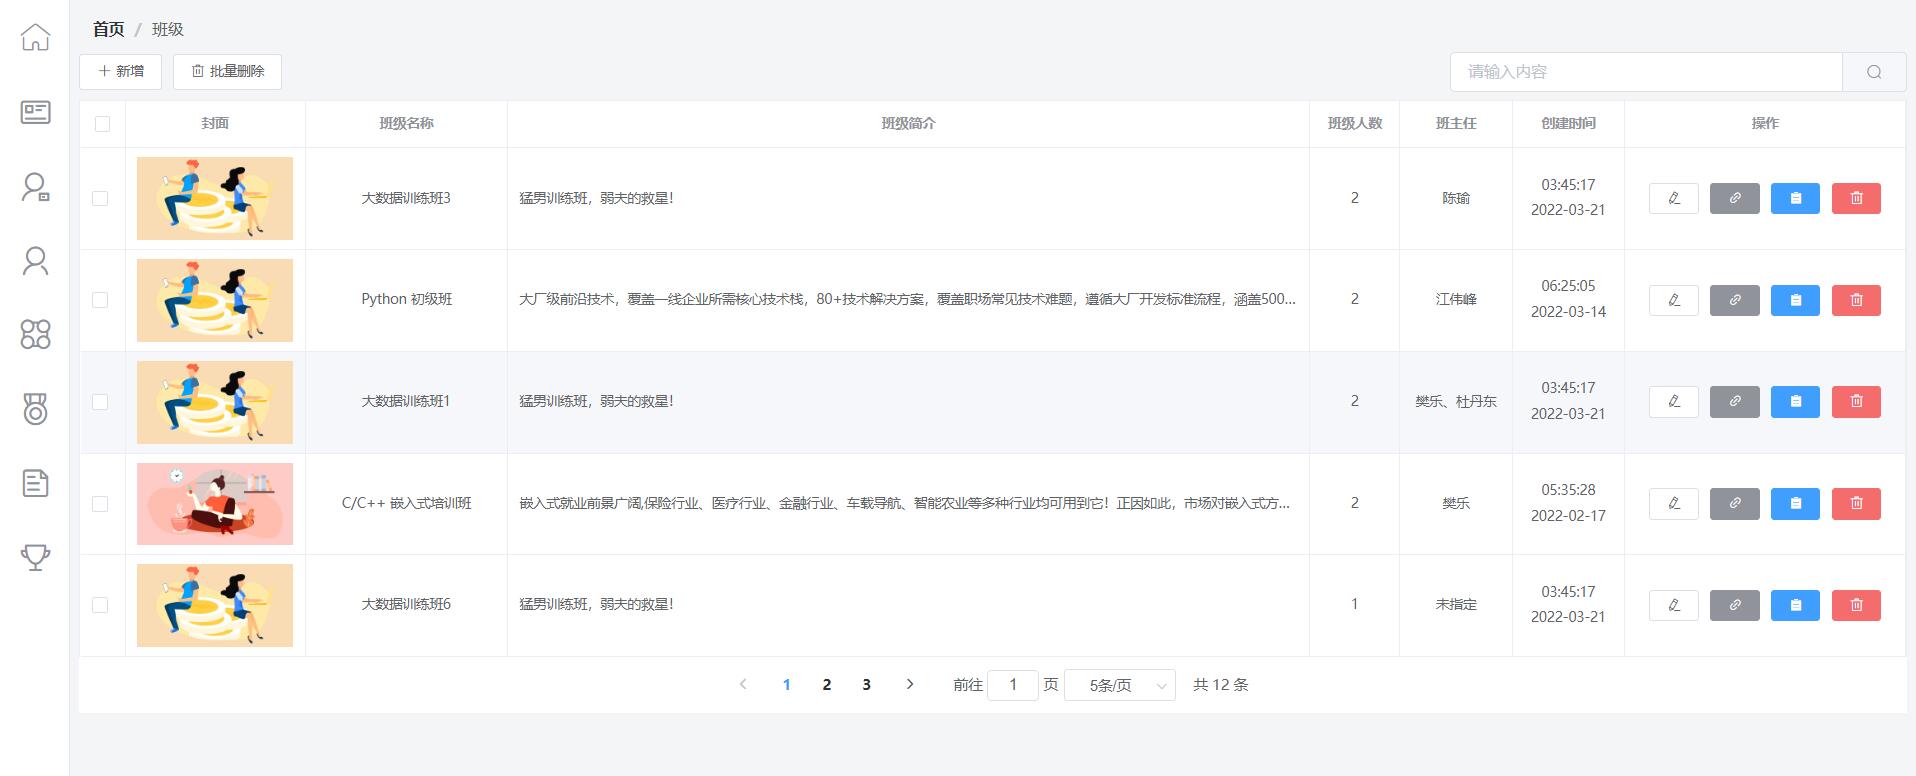 首页 / 班级
新增 批量删除 请输入内容
封面 班级名称 班级简介 班级人数 班主任 创建时间 操作
大数据训练班3 猛男训练班，弱夫的救星！ 2 陈瑜 03:45:17
2022-03-21
Python 初级班 大厂级前沿技术，覆盖一线企业所需核心技术栈，80+技术解决方案，覆盖职场常见技术难题，遵循大厂开发标准流程，涵盖500... 2 江伟峰 06:25:05
2022-03-14
大数据训练班1 猛男训练班，弱夫的救星！ 2 樊乐、杜丹东 03:45:17
2022-03-21
C/C++ 嵌入式培训班 嵌入式就业前景广阔,保险行业、医疗行业、金融行业、车载导航、智能农业等多种行业均可用到它！正因如此，市场对嵌入式方... 2 樊乐 05:35:28
2022-02-17
大数据训练班6 猛男训练班，弱夫的救星！ 1 未指定 03:45:17
2022-03-21
1 2 3 前往 1 页 5条/页 共 12 条